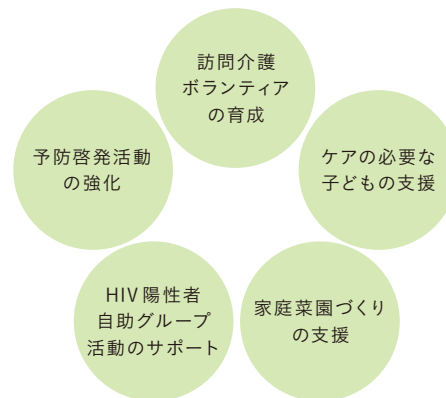 訪問介護
ボランティア
の育成
予防啓発活動
の強化
ケアの必要な
子どもの支援
HIV陽性者
自助グループ
活動のサポート
家庭菜園づくり
の支援